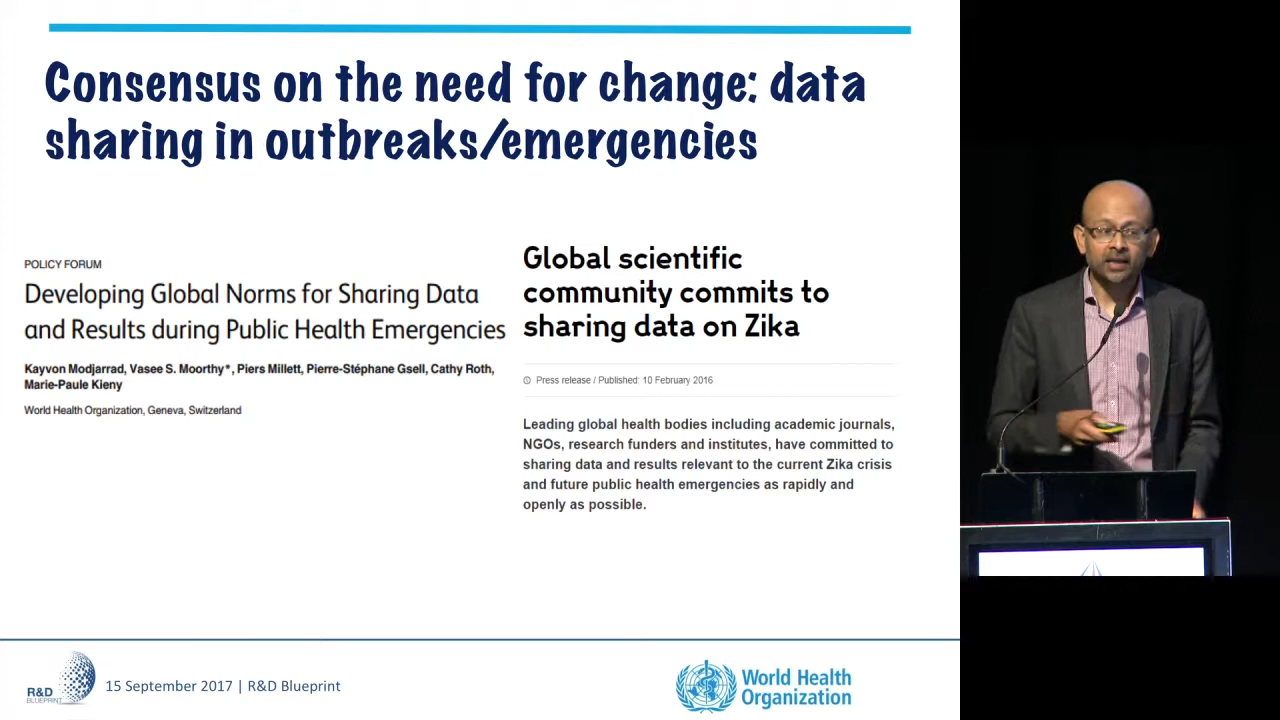 Consensus on the need for change: data
sharing in outbreaks/emergencies
POLICY FORUM
Developing Global Norms for Sharing Data
and Results during Public Health Emergencies
Kayvon Modjarrad, Vasee S. Moorthy*, Piers Millett, Pierre-Stéphane Gsell, Cathy Roth,
Marie-Paule Kieny
World Health Organization, Geneva, Switzerland
Global scientific
community commits to
sharing data on Zika
Press release / Published: 10 February 2016
Leading global health bodies including academic journals,
NGOs, research funders and institutes, have committed to
sharing data and results relevant to the current Zika crisis
and future public health emergencies as rapidly and
openly as possible.
R&D
BLUEPRINT
15 September 2017 | R&D Blueprint
World Health
Organization